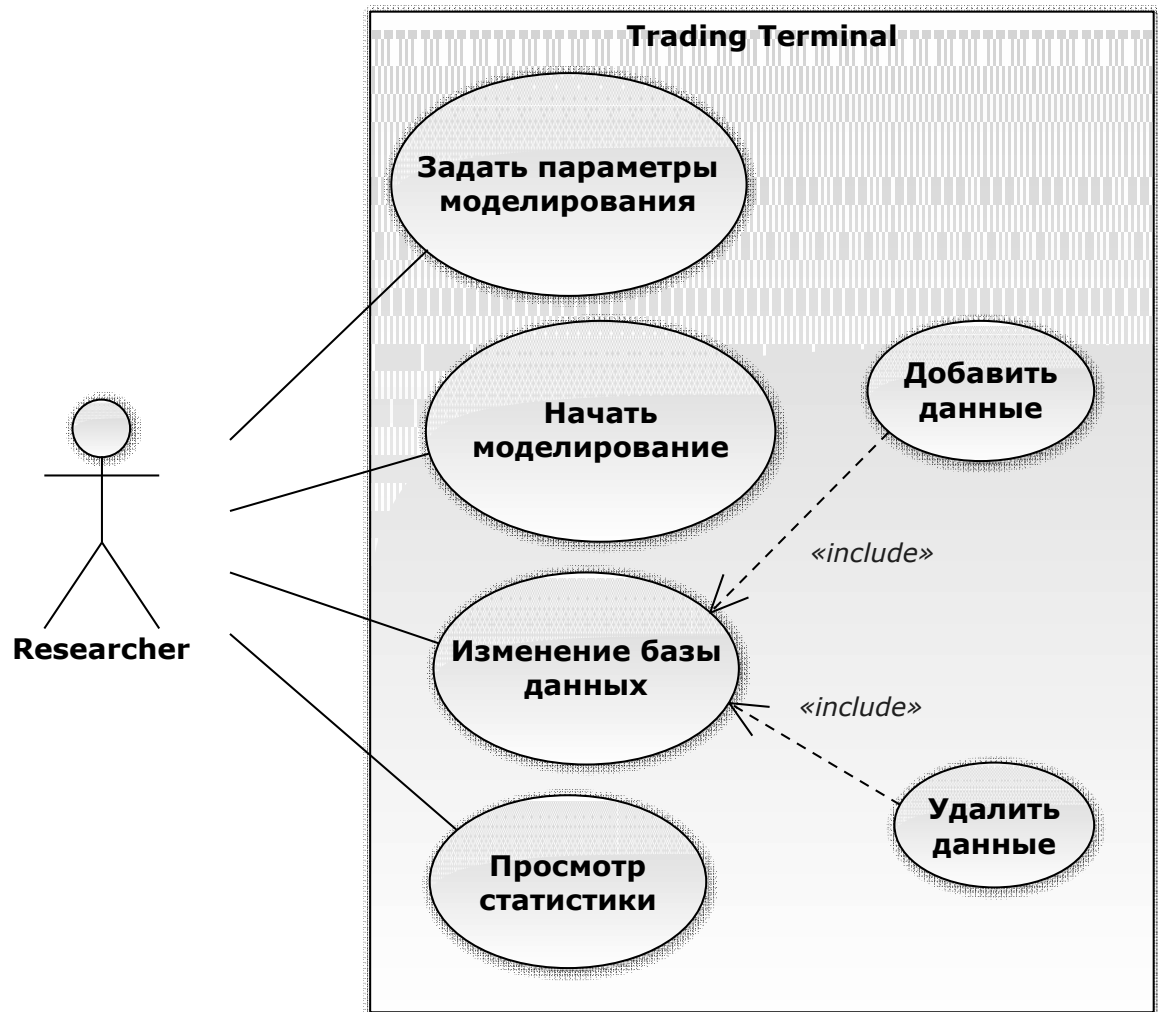 Trading Terminal
Задать параметры
моделирования
Начать
моделирование
Добавить
данные
«include»
Researcher
Изменение базы
данных
«include»
Удалить
данные
Просмотр
статистики